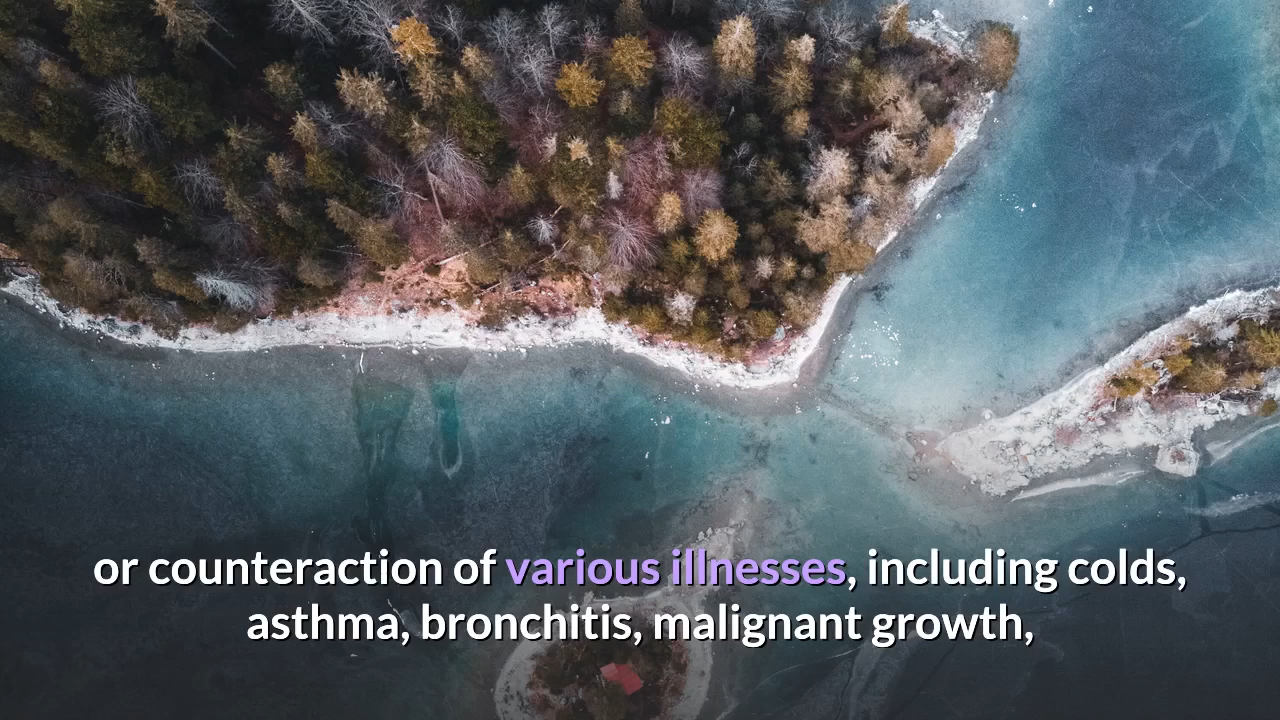 or counteraction of various illnesses, including colds,
asthma, bronchitis, malignant growth,